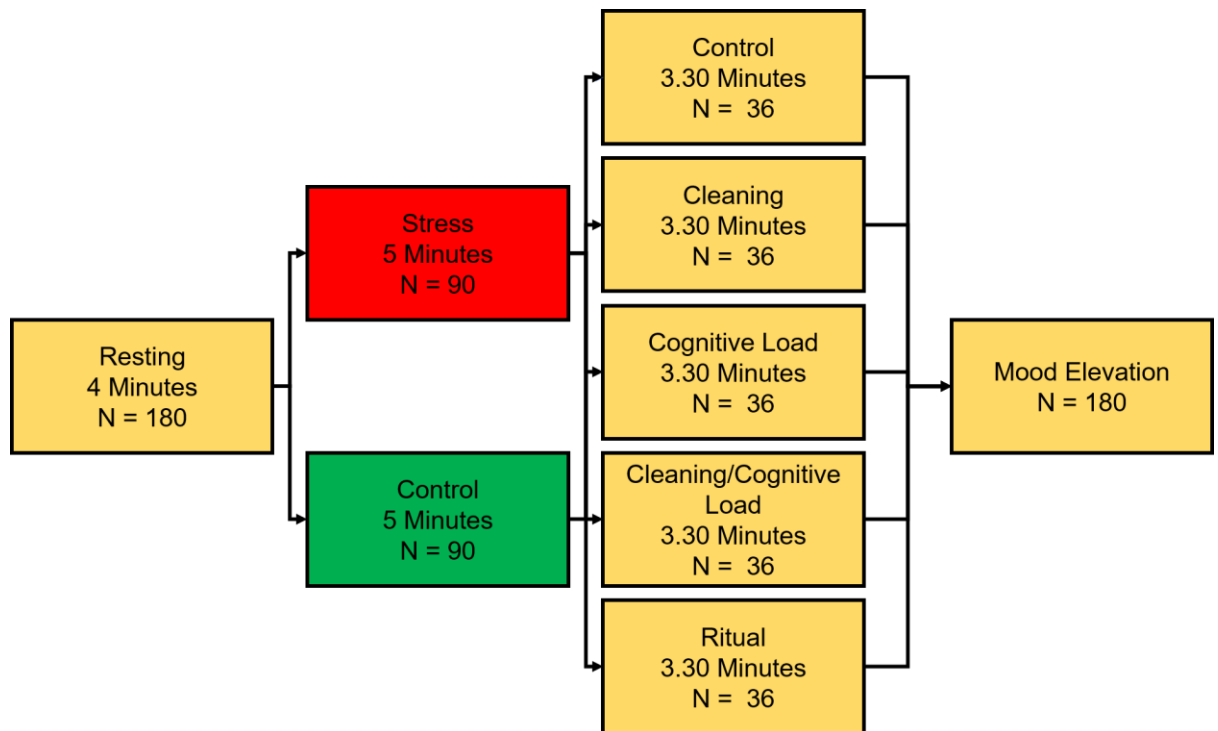 Resting
4 Minutes
N = 180
Stress
5 Minutes
N = 90
Control
5 Minutes
N = 90
Control
3.30 Minutes
N =  36
Cleaning
3.30 Minutes
N =  36
Cognitive Load
3.30 Minutes
N =  36
Cleaning/Cognitive
Load
3.30 Minutes
N =  36
Ritual
3.30 Minutes
N =  36
Mood Elevation
N = 180